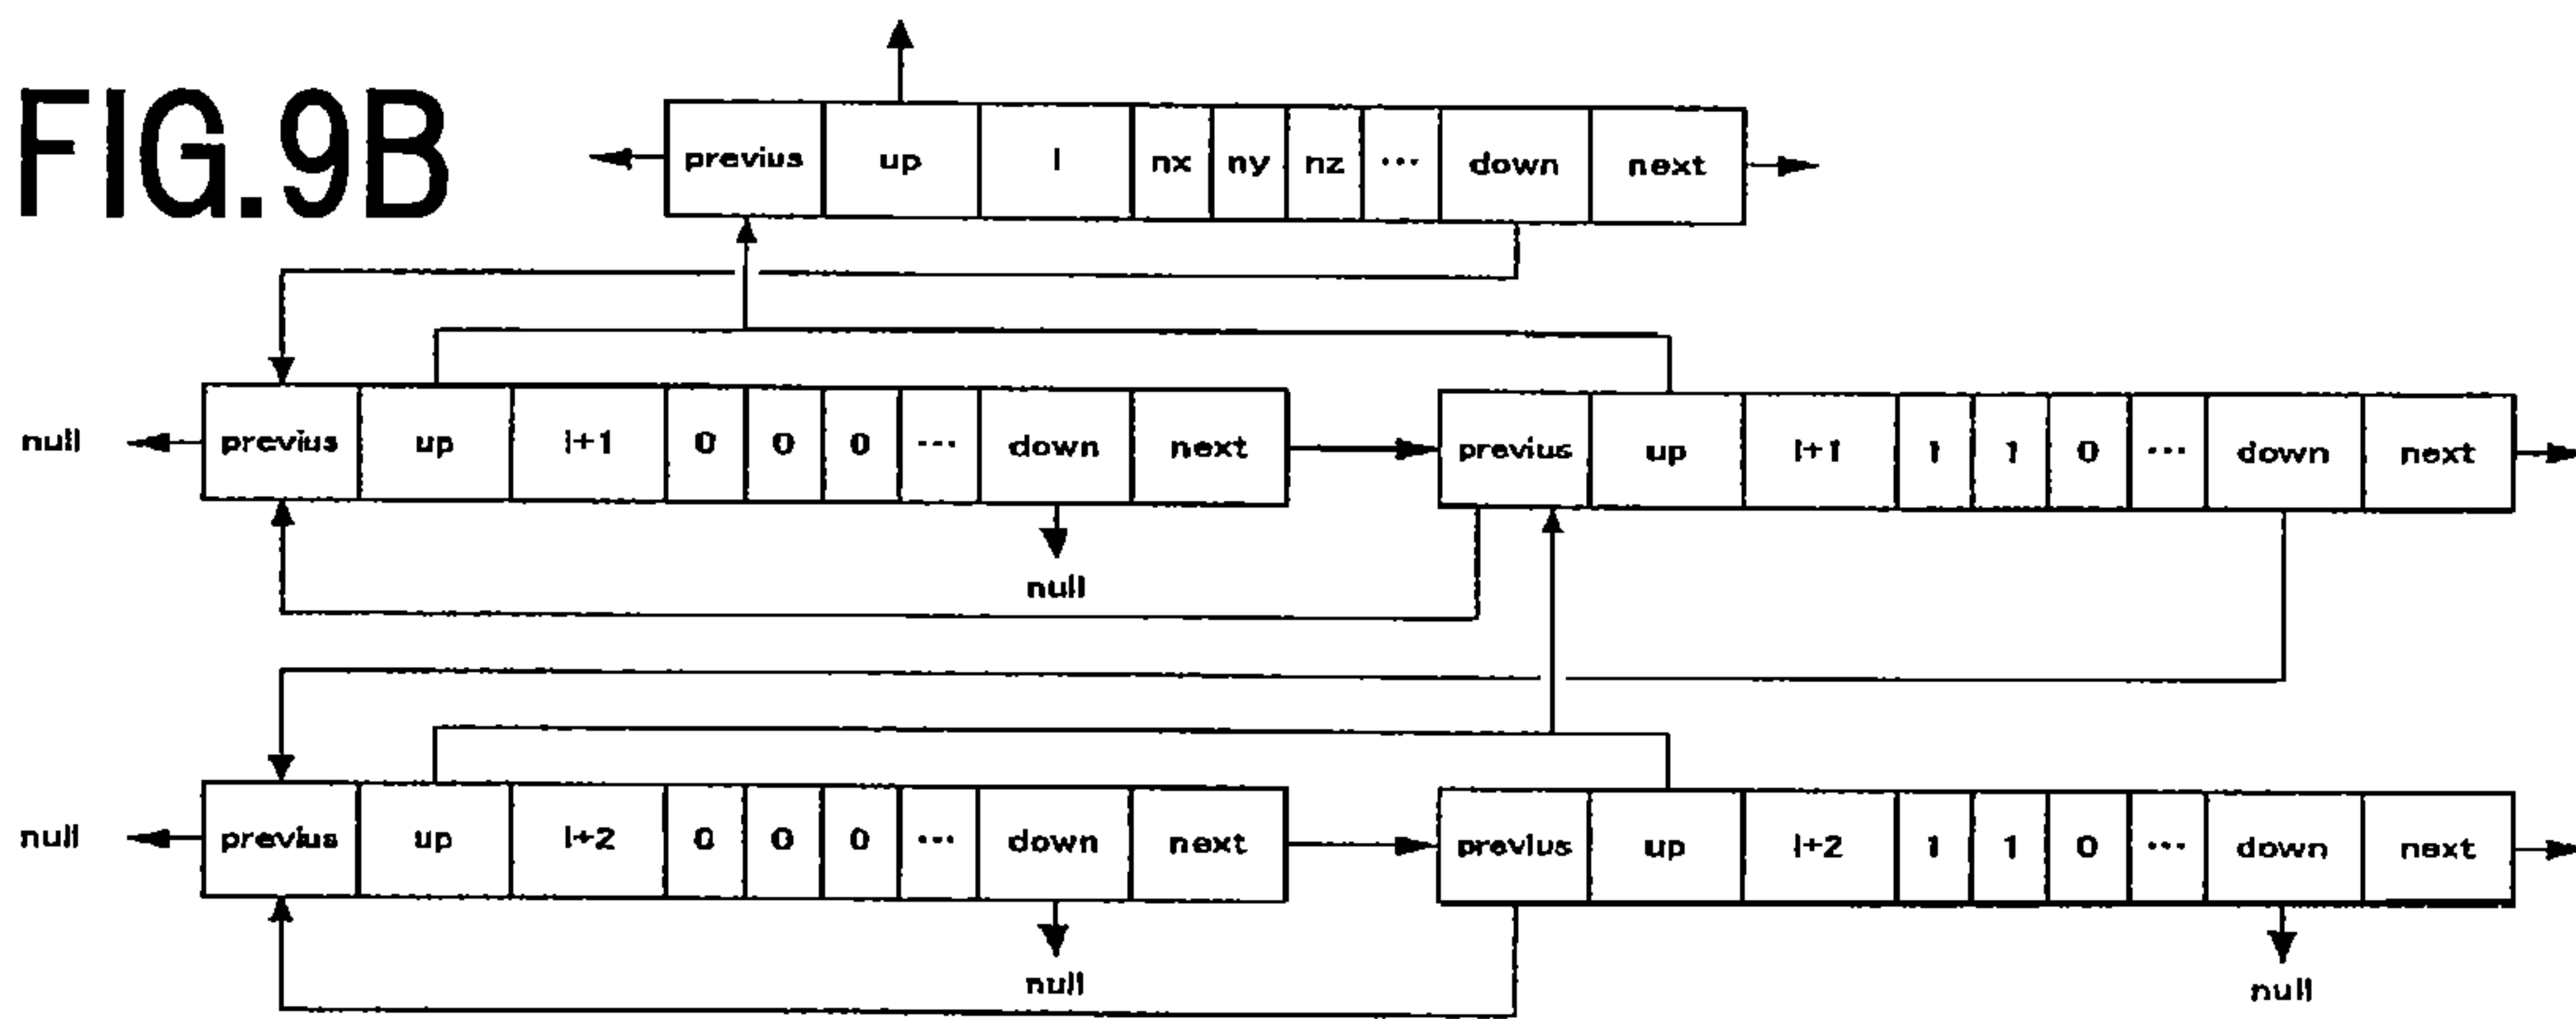 FIG.9B
previus up l nx ny nz ... down next
null previus up l+1 0 0 0 ... down next previus up l+1 1 1 0 ... down next
null
null previus up l+2 0 0 0 ... down next previus up l+2 1 1 0 ... down next
null null